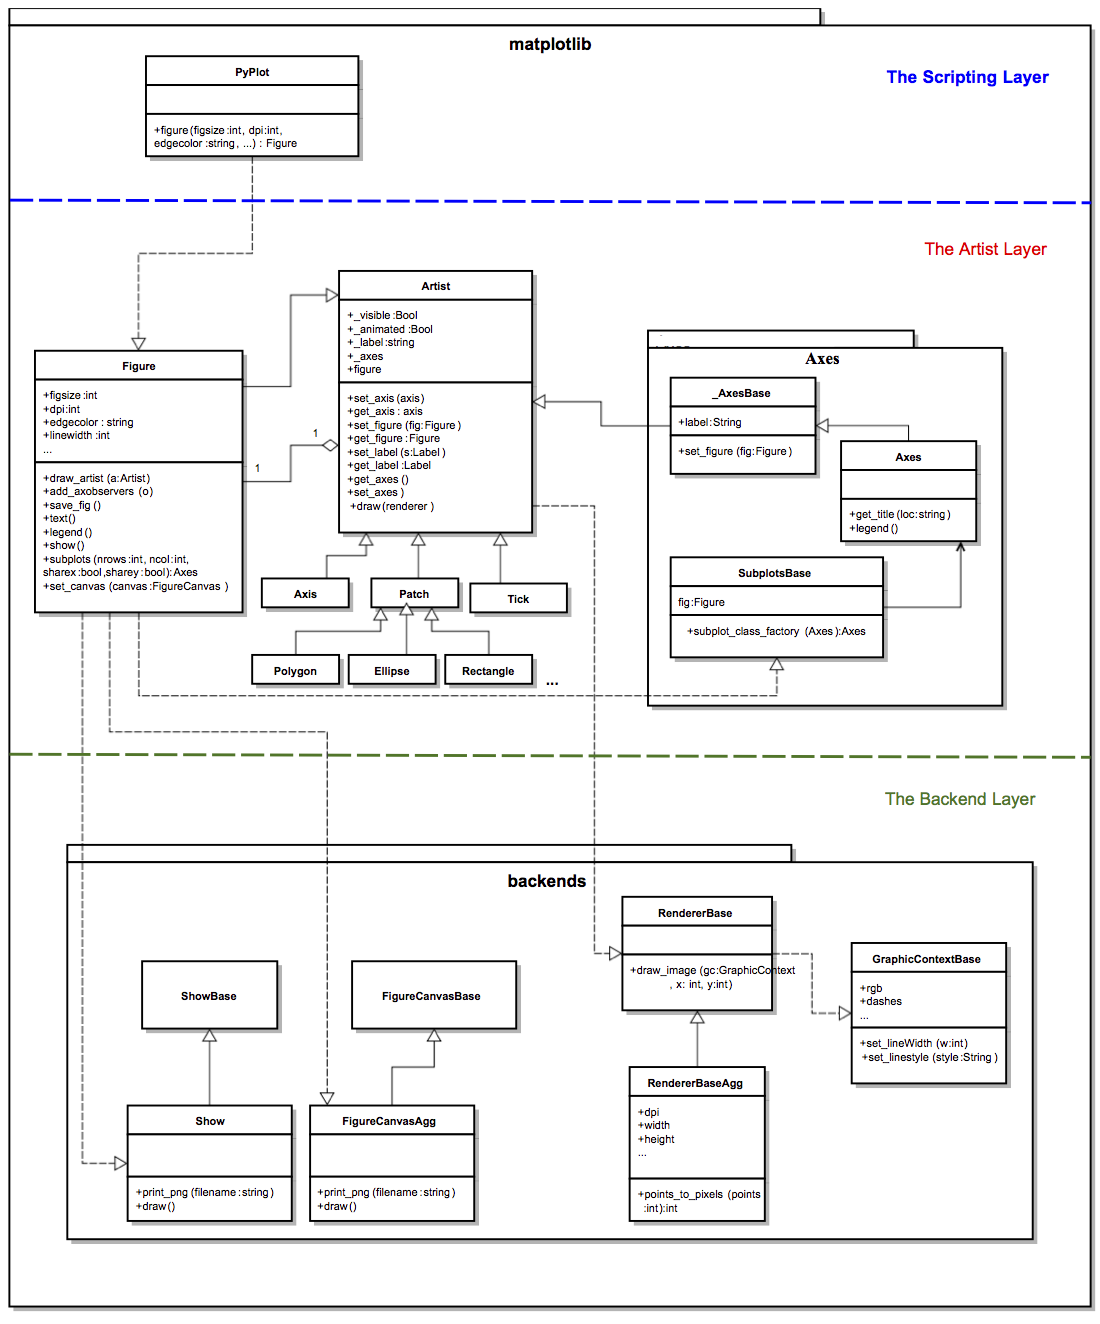 matplotlib
The Scripting Layer
PyPlot
+figure(figsize:int, dpi:int,
edgecolor:string, ...) : Figure
The Artist Layer
Artist
+_visible:Bool
+_animated:Bool
+_label:string
+_axes
+figure
+set_axis(axis)
+get_axis: axis
+set_figure(fig:Figure)
+get_figure:Figure
+set_label(s:Label)
+get_label:Label
+get_axes()
+set_axes)
+draw(renderer)
Figure
+figsize:int
+dpi:int
+edgecolor: string
+linewidth:int
...
+draw_artist(a:Artist)
+add_axobservers(o)
+save_fig()
+text()
+legend()
+show()
+subplots(nrows:int, ncol:int,
sharex:bool,sharey:bool):Axes
+set_canvas(canvas:FigureCanvas)
1
1
Axes
_AxesBase
+label:String
+set_figure(fig:Figure)
Axes
+get_title(loc:string)
+legend()
SubplotsBase
fig:Figure
+subplot_class_factory(Axes):Axes
Axis
Patch
Tick
Polygon
Ellipse
Rectangle
...
The Backend Layer
backends
RendererBase
+draw_image(gc:GraphicContext
, x: int, y:int)
GraphicContextBase
+rgb
+dashes
...
+set_lineWidth(w:int)
+set_linestyle(style:String)
ShowBase
FigureCanvasBase
RendererBaseAgg
+dpi
+width
+height
...
+points_to_pixels(points
:int):int
Show
+print_png(filename:string)
+draw()
FigureCanvasAgg
+print_png(filename:string)
+draw()